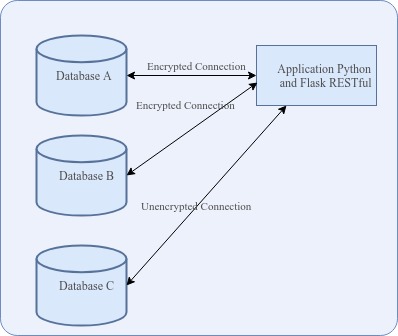 Database A
Encrypted Connection
Application Python
and Flask RESTful
Encrypted Connection
Database B
Unencrypted Connection
Database C